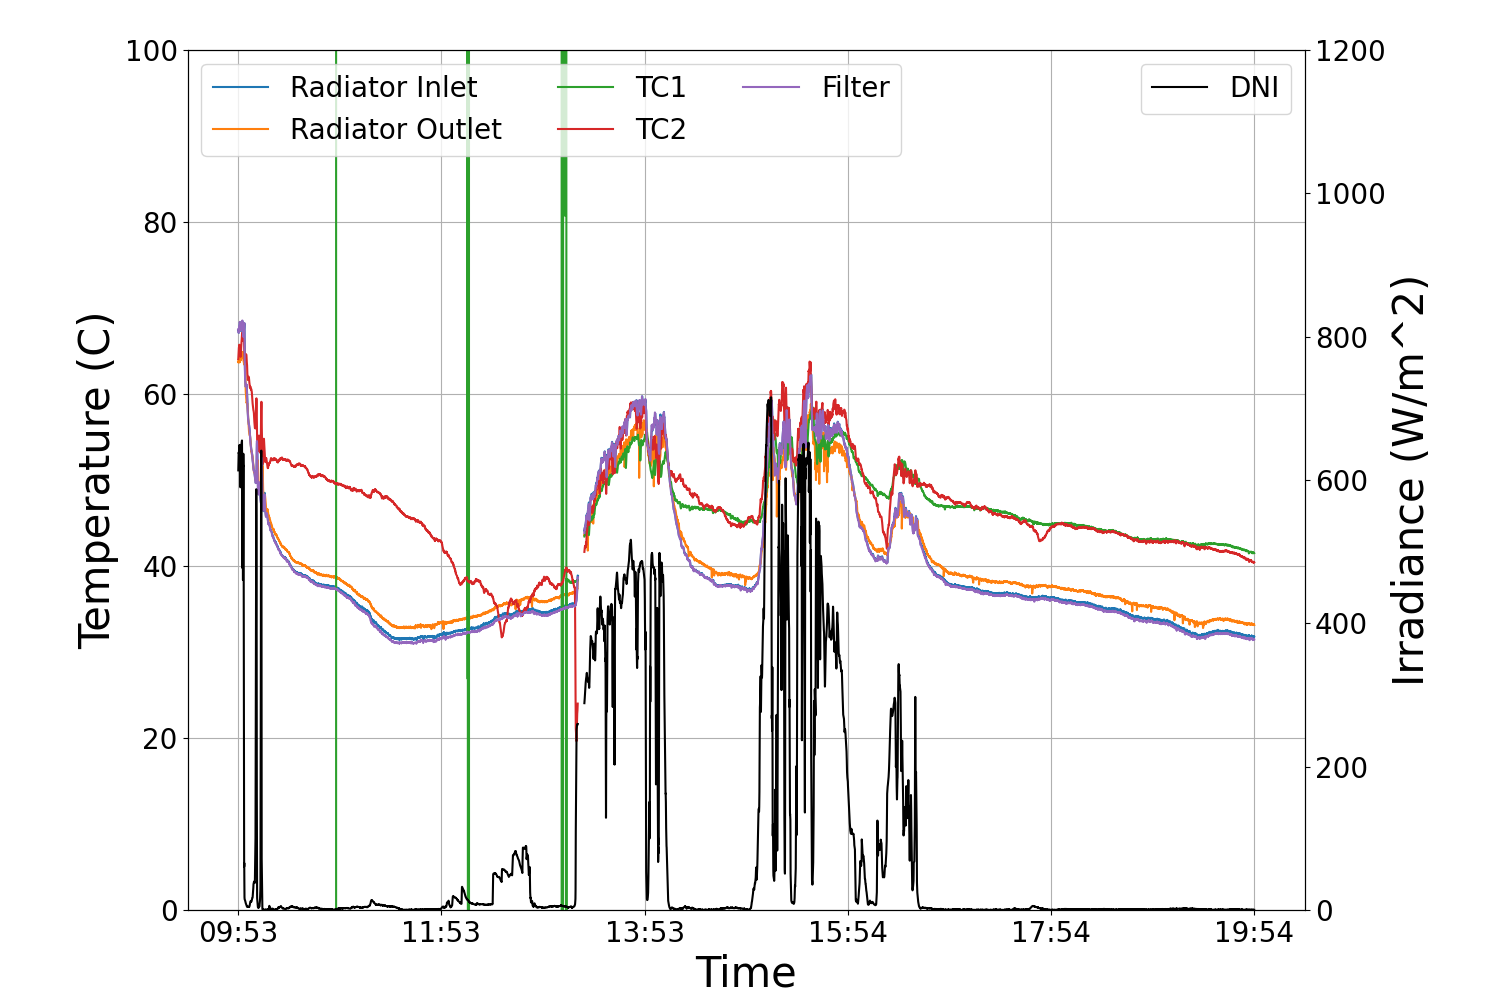 100
80
60
40
20
0
Temperature (C)
Radiator Inlet
Radiator Outlet
TC1
TC2
Filter
DNI
1200
1000
800
600
400
200
0
Irradiance (W/m^2)
09:53 11:53 13:53 15:54 17:54 19:54
Time